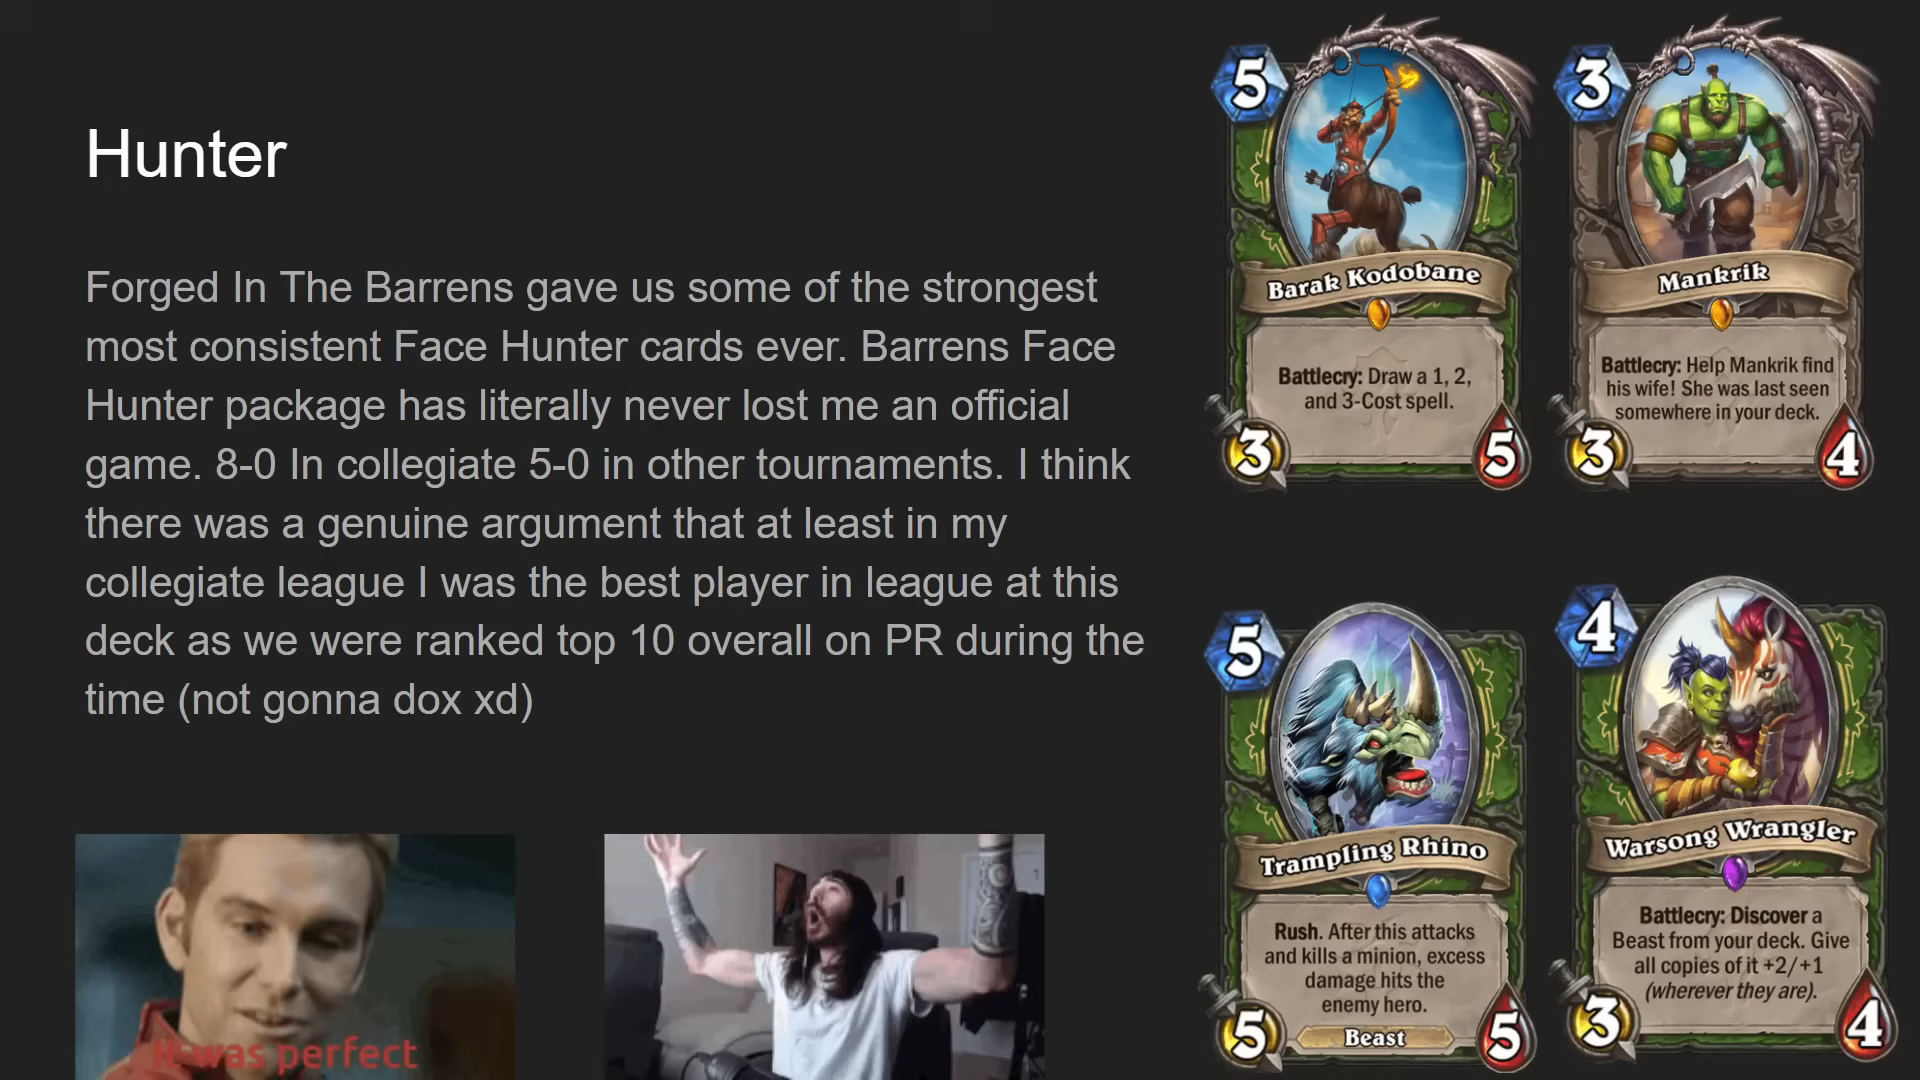 Hunter
Forged In The Barrens gave us some of the strongest
most consistent Face Hunter cards ever. Barrens Face
Hunter package has literally never lost me an official
game. 8-0 In collegiate 5-0 in other tournaments. I think
there was a genuine argument that at least in my
collegiate league I was the best player in league at this
deck as we were ranked top 10 overall on PR during the
time (not gonna dox xd)
It was perfect
5
Barak Kodobane
Battlecry: Draw a 1, 2,
and 3-Cost spell.
3
5
3
Mankrik
Battlecry: Help Mankrik find
his wife! She was last seen
somewhere in your deck.
3
4
5
Trampling Rhino
Rush. After this attacks
and kills a minion, excess
damage hits the
enemy hero.
5
Beast
5
4
Warsong Wrangler
Battlecry: Discover a
Beast from your deck. Give
all copies of it +2/+1
(wherever they are).
3
4